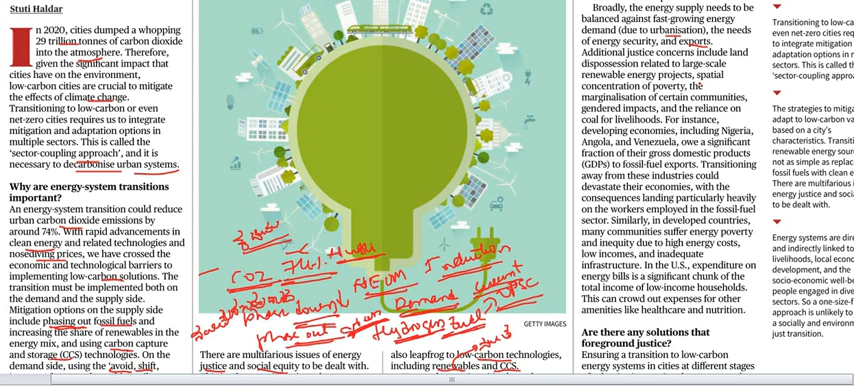 Stuti Haldar
In 2020, cities dumped a whopping
29 trillion tonnes of carbon dioxide
into the atmosphere. Therefore,
given the significant impact that
cities have on the environment,
low-carbon cities are crucial to mitigate
the effects of climate change.
Transitioning to low-carbon or even
net-zero cities requires us to integrate
mitigation and adaptation options in
multiple sectors. This is called the
‘sector-coupling approach’, and it is
necessary to decarbonise urban systems.
Why are energy-system transitions
important?
An energy-system transition could reduce
urban carbon dioxide emissions by
around 74%. With rapid advancements in
clean energy and related technologies and
nosediving prices, we have crossed the
economic and technological barriers to
implementing low-carbon solutions. The
transition must be implemented both on
the demand and the supply side.
Mitigation options on the supply side
include phasing out fossil fuels and
increasing the share of renewables in the
energy mix, and using carbon capture
and storage (CCS) technologies. On the
demand side, using the ‘avoid, shift,
CO2
Induction
Phase down
Demand
current
UPSC
Phase out
Green
Hydrogen
fuel
GETTY IMAGES
There are multifarious issues of energy
justice and social equity to be dealt with.
also leapfrog to low-carbon technologies,
including renewables and CCS.
Broadly, the energy supply needs to be
balanced against fast-growing energy
demand (due to urbanisation), the needs
of energy security, and exports.
Additional justice concerns include land
dispossession related to large-scale
renewable energy projects, spatial
concentration of poverty, the
marginalisation of certain communities,
gendered impacts, and the reliance on
coal for livelihoods. For instance,
developing economies, including Nigeria,
Angola, and Venezuela, owe a significant
fraction of their gross domestic products
(GDPs) to fossil-fuel exports. Transitioning
away from these industries could
devastate their economies, with the
consequences landing particularly heavily
on the workers employed in the fossil-fuel
sector. Similarly, in developed countries,
many communities suffer energy poverty
and inequity due to high energy costs,
low incomes, and inadequate
infrastructure. In the U.S., expenditure on
energy bills is a significant chunk of the
total income of low-income households.
This can crowd out expenses for other
amenities like healthcare and nutrition.
Are there any solutions that
foreground justice?
Ensuring a transition to low-carbon
energy systems in cities at different stages
Transitioning to low-ca
even net-zero cities requ
to integrate mitigation
adaptation options in
sectors. This is called th
‘sector-coupling approa
The strategies to mitiga
adapt to low-carbon va
based on a city’s
characteristics. Transiti
renewable energy sour
not as simple as replac
fossil fuels with clean e
There are multifarious i
energy justice and socia
to be dealt with.
Energy systems are dire
and indirectly linked to
livelihoods, local econo
development, and the
socio-economic well-b
people engaged in dive
sectors. So a one-size-f
approach is unlikely to
a socially and environm
just transition.